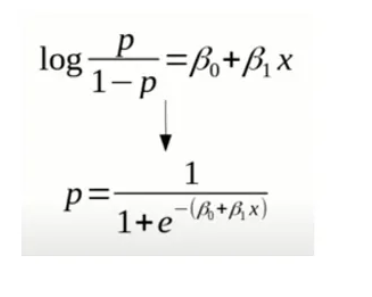 log p/(1−p) = β₀+β₁x
p = 1/(1+e^−(β₀+β₁x))